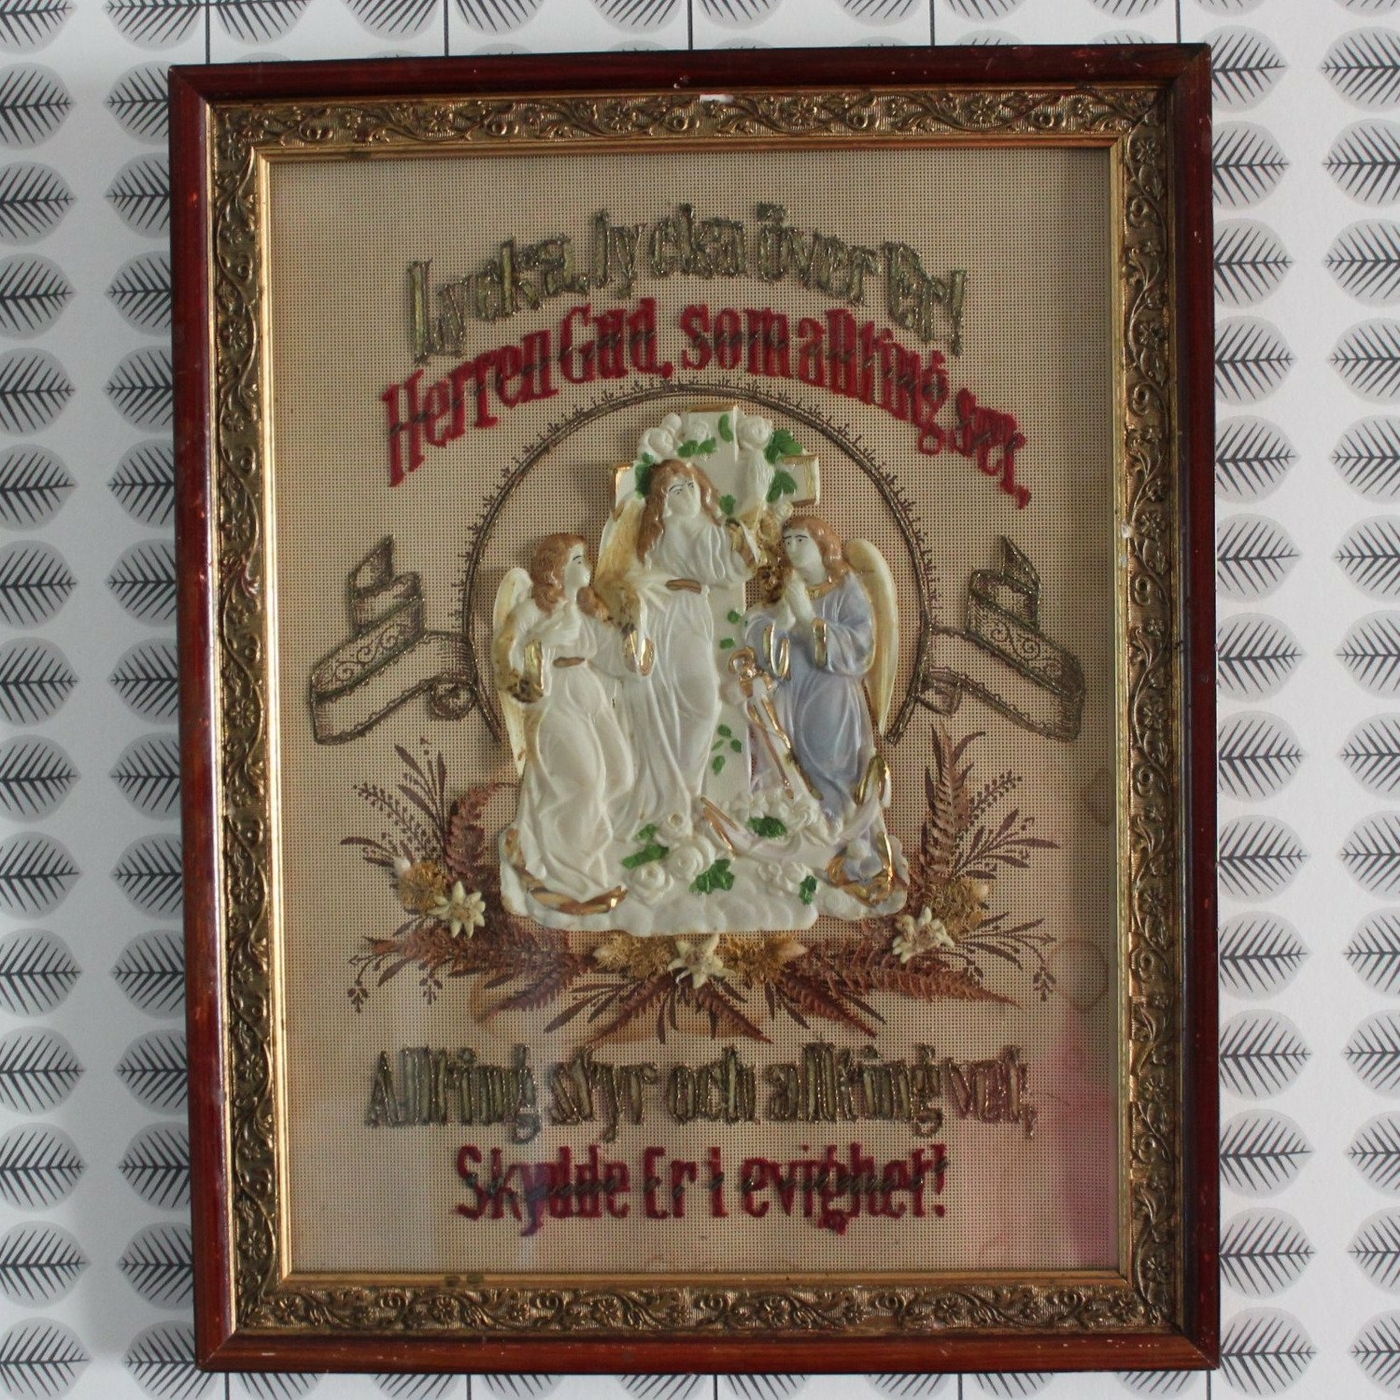 Lycka, lycka över Er!
Herren Gud, som allting ser,
Allting styr och allting vet,
Skydde Er i evighet!